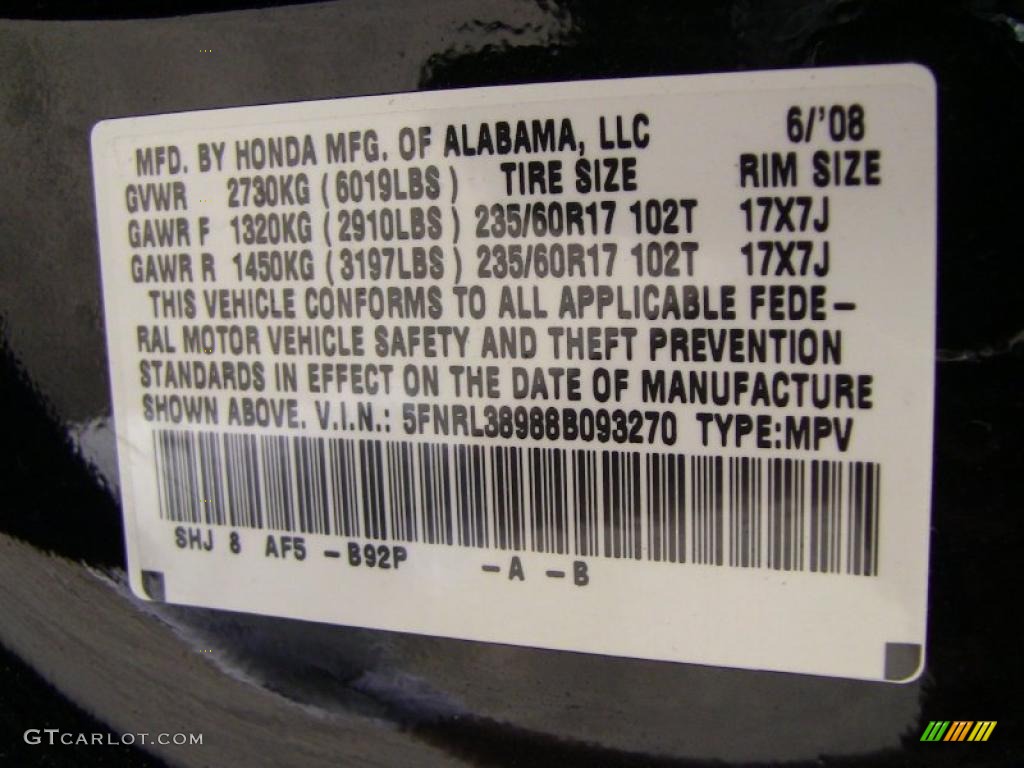 MFD. BY HONDA MFG. OF ALABAMA, LLC 6/'08
GVWR 2730KG (6019LBS) TIRE SIZE RIM SIZE
GAWR F 1320KG (2910LBS) 235/60R17 102T 17X7J
GAWR R 1450KG (3197LBS) 235/60R17 102T 17X7J
THIS VEHICLE CONFORMS TO ALL APPLICABLE FEDE-
RAL MOTOR VEHICLE SAFETY AND THEFT PREVENTION
STANDARDS IN EFFECT ON THE DATE OF MANUFACTURE
SHOWN ABOVE. V.I.N.: 5FNRL38988B093270 TYPE:MPV
SHJ 8 AF5 -B92P -A -B
GTCARLOT.COM